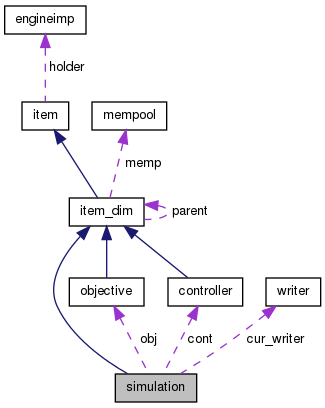 engineimp
holder
item
mempool
memp
item_dim
parent
objective
controller
writer
obj
cont
cur_writer
simulation